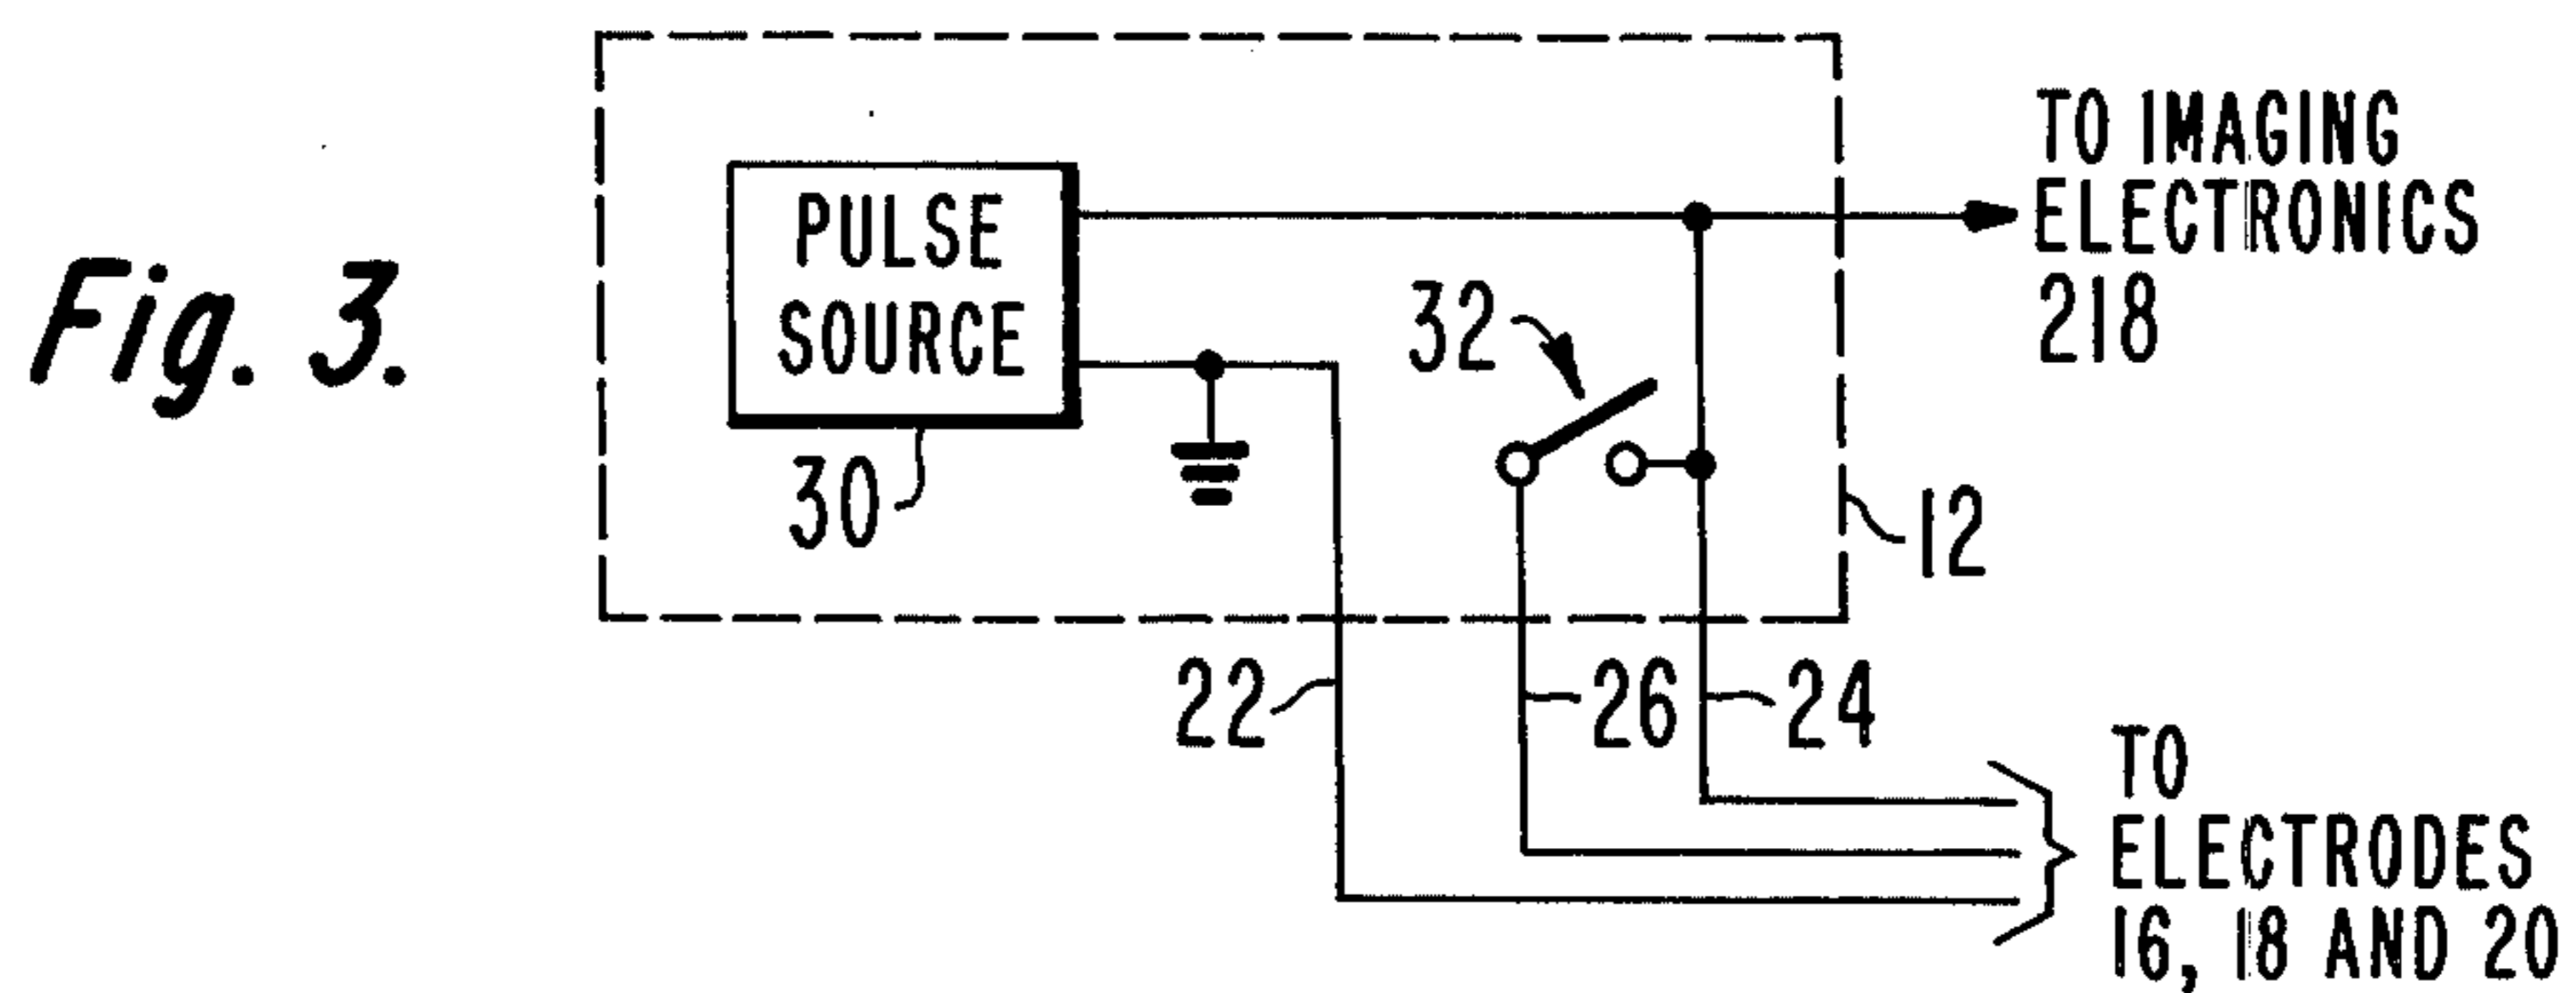 Fig. 3.
PULSE
SOURCE
30
32
TO IMAGING
ELECTRONICS
218
12
22
26
24
TO
ELECTRODES
16, 18 AND 20